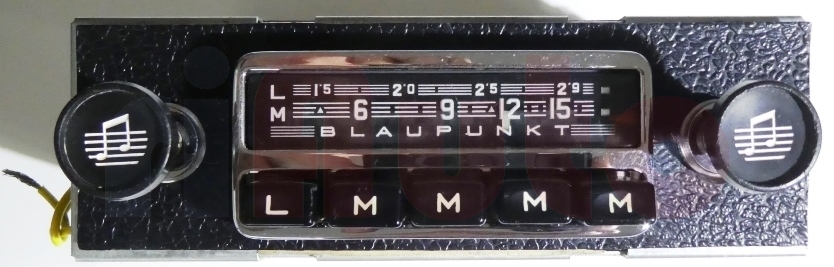 L 1'5 2'0 2'5 2'9
M 6 9 12 15
BLAUPUNKT
L M M M M